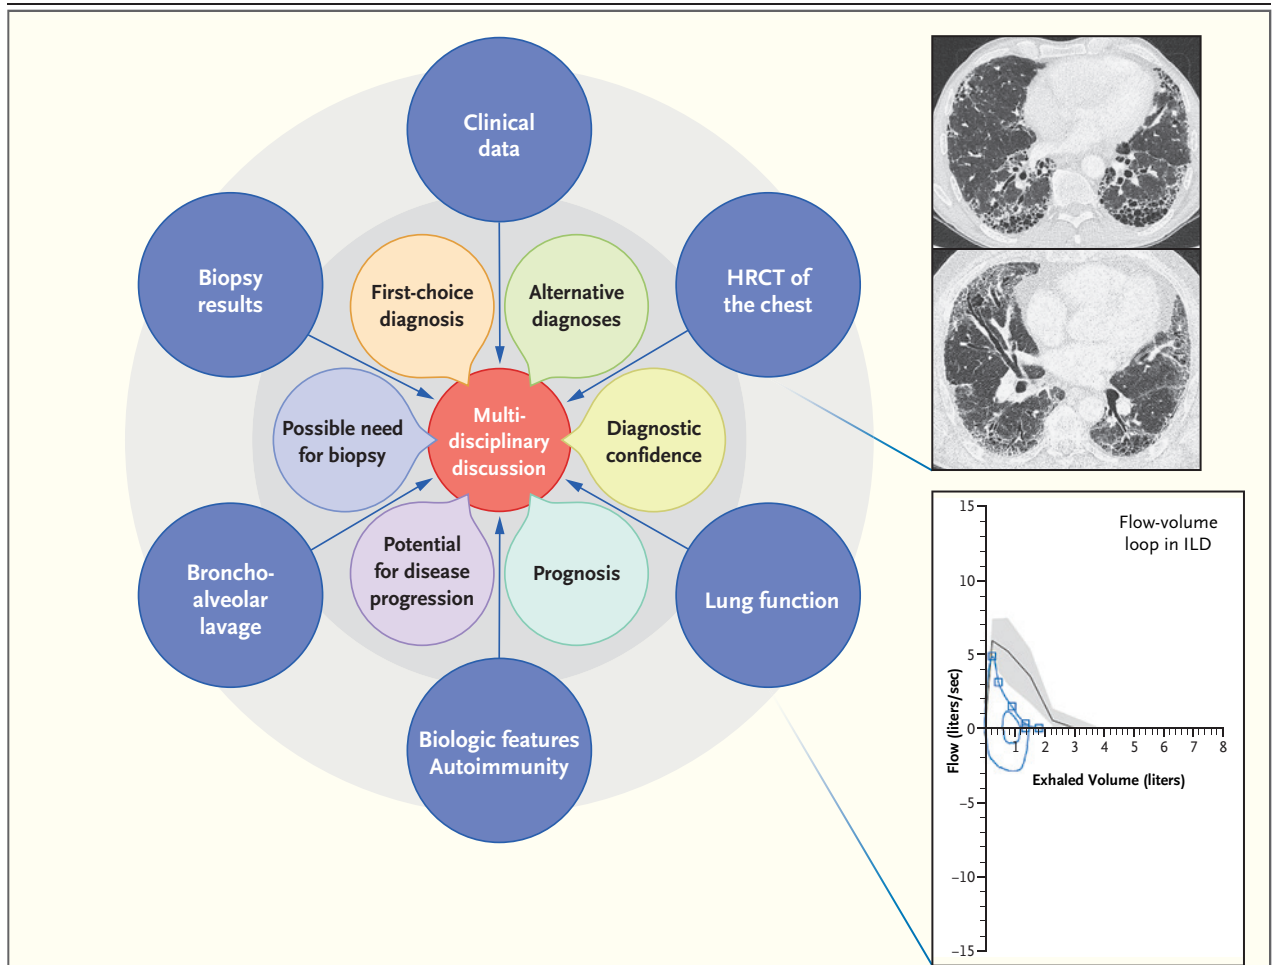 Clinical
data
Biopsy
results
HRCT of
the chest
First-choice
diagnosis
Alternative
diagnoses
Possible need
for biopsy
Multi-
disciplinary
discussion
Diagnostic
confidence
Potential
for disease
progression
Prognosis
Broncho-
alveolar
lavage
Lung function
Biologic features
Autoimmunity
Flow-volume
loop in ILD
15
10
5
0
−5
−10
−15
Flow (liters/sec)
1 2 3 4 5 6 7 8
Exhaled Volume (liters)